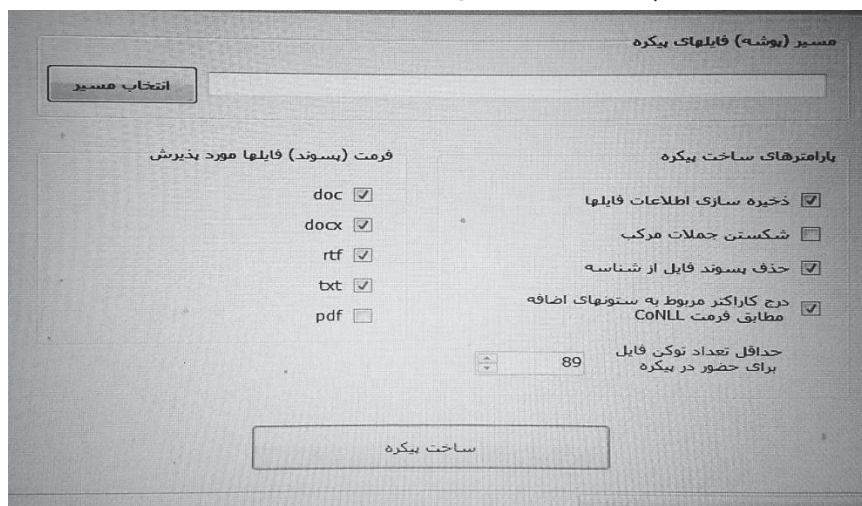 مسیر (پوشه) فایلهای پیکره
انتخاب مسیر
پارامترهای ساخت پیکره
ذخیره سازی اطلاعات فایلها
شکستن جملات مرکب
حذف پسوند فایل از شناسه
درج کاراکتر مربوط به ستونهای اضافه
مطابق فرمت CoNLL
حداقل تعداد توکن فایل
برای حضور در پیکره
89
فرمت (پسوند) فایلها مورد پذیرش
doc
docx
rtf
txt
pdf
ساخت پیکره